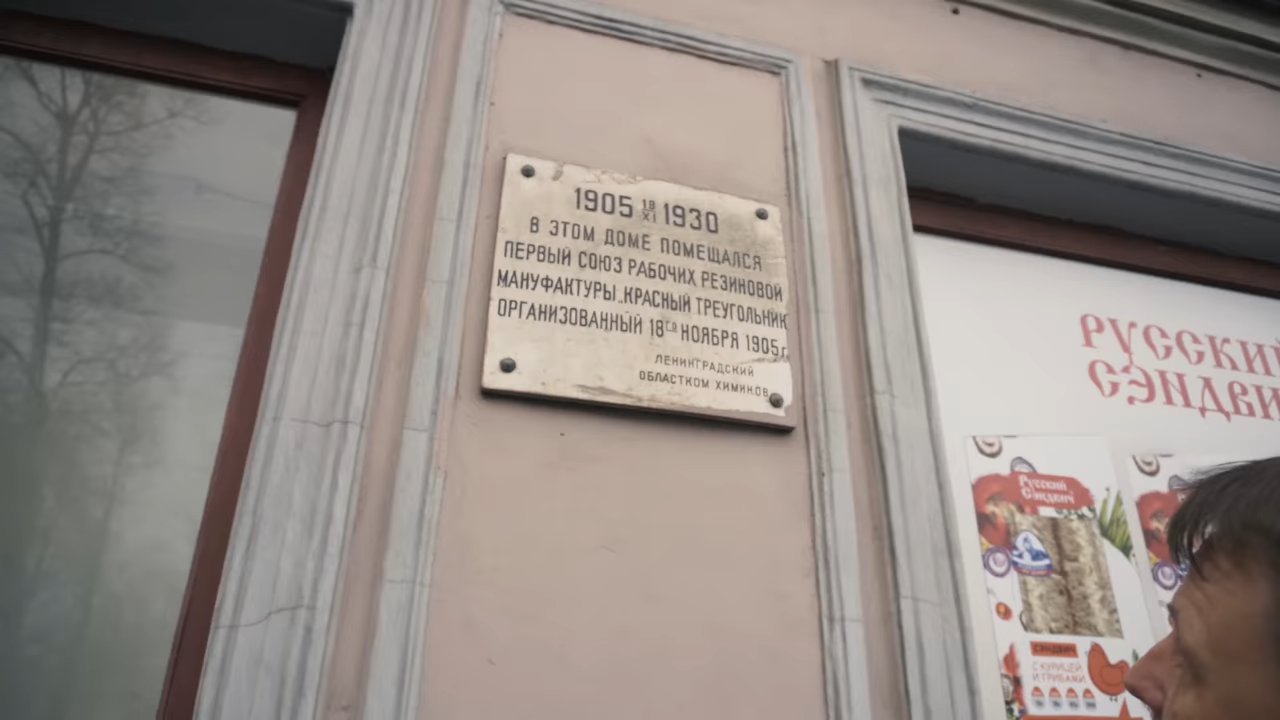 1905 18/XI 1930
В ЭТОМ ДОМЕ ПОМЕЩАЛСЯ
ПЕРВЫЙ СОЮЗ РАБОЧИХ РЕЗИНОВОЙ
МАНУФАКТУРЫ „КРАСНЫЙ ТРЕУГОЛЬНИК
ОРГАНИЗОВАННЫЙ 18ГО НОЯБРЯ 1905г.
ЛЕНИНГРАДСКИЙ
ОБЛАСТКОМ ХИМИКОВ
РУССКИЙ
СЭНДВИ
Русский
Сэндвич
СЭНДВИЧ
С КУРИЦЕЙ
И ГРИБАМИ